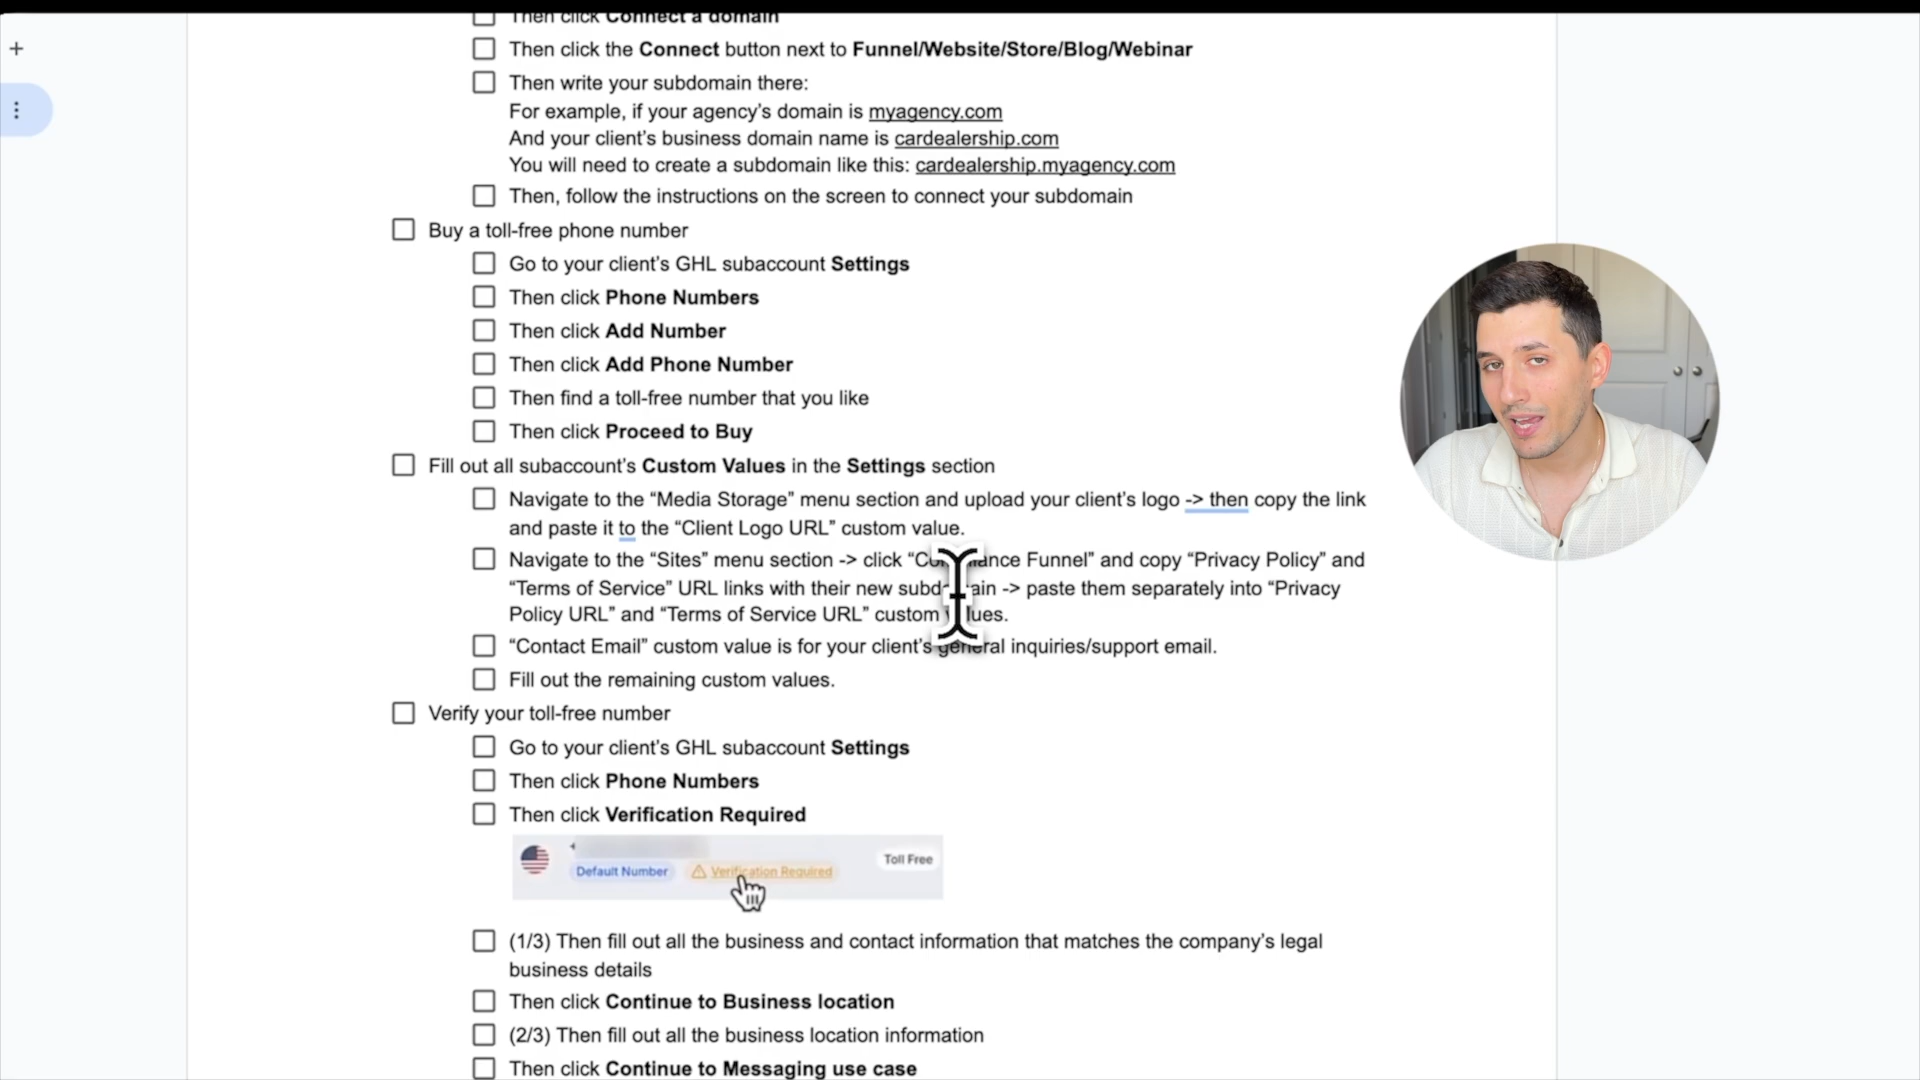 Then click Connect a domain
Then click the Connect button next to Funnel/Website/Store/Blog/Webinar
Then write your subdomain there:
For example, if your agency's domain is myagency.com
And your client's business domain name is cardealership.com
You will need to create a subdomain like this: cardealership.myagency.com
Then, follow the instructions on the screen to connect your subdomain
Buy a toll-free phone number
Go to your client's GHL subaccount Settings
Then click Phone Numbers
Then click Add Number
Then click Add Phone Number
Then find a toll-free number that you like
Then click Proceed to Buy
Fill out all subaccount's Custom Values in the Settings section
Navigate to the “Media Storage” menu section and upload your client's logo -> then copy the link
and paste it to the “Client Logo URL” custom value.
Navigate to the “Sites” menu section -> click “Compliance Funnel” and copy “Privacy Policy” and
“Terms of Service” URL links with their new subdomain -> paste them separately into “Privacy
Policy URL” and “Terms of Service URL” custom values.
“Contact Email” custom value is for your client's general inquiries/support email.
Fill out the remaining custom values.
Verify your toll-free number
Go to your client's GHL subaccount Settings
Then click Phone Numbers
Then click Verification Required
Toll Free
Default Number Verification Required
(1/3) Then fill out all the business and contact information that matches the company's legal
business details
Then click Continue to Business location
(2/3) Then fill out all the business location information
Then click Continue to Messaging use case